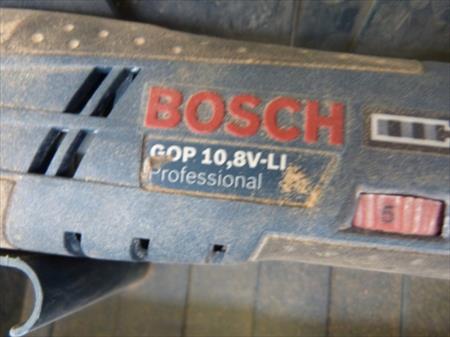 BOSCH
GOP 10,8V-LI
Professional
5